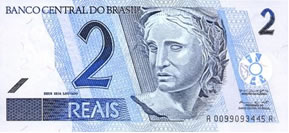 BANCO CENTRAL DO BRASIL
2
2
REAIS
A 0099093445 A